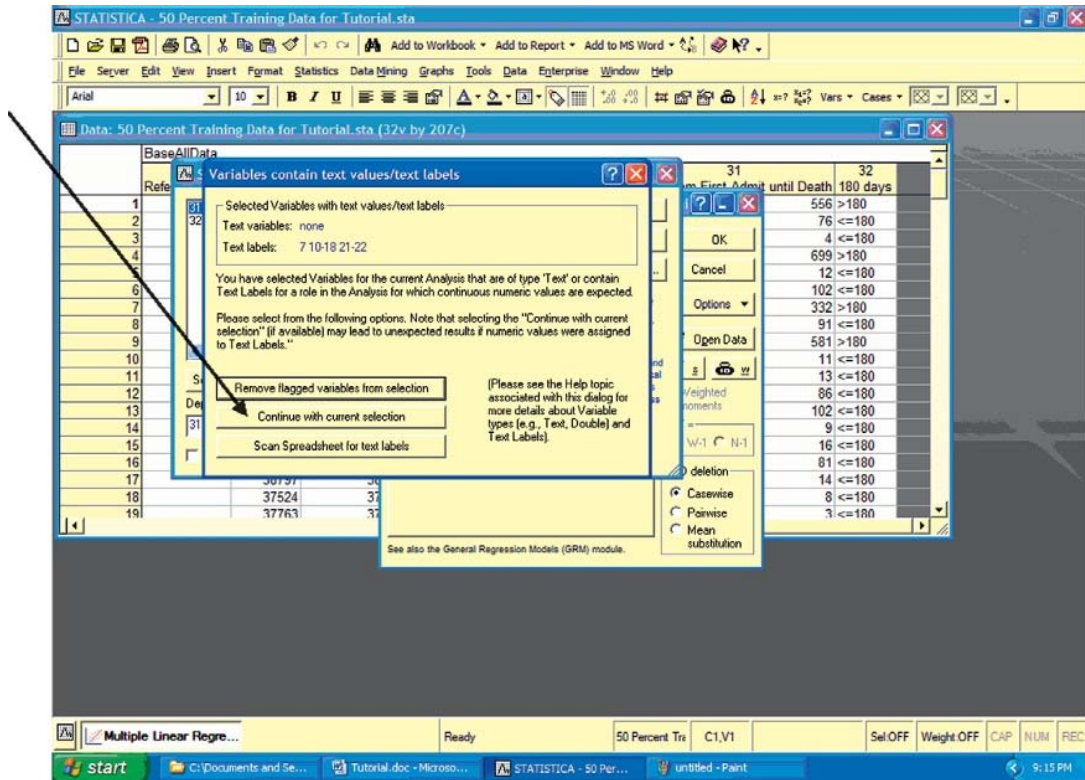 STATISTICA - 50 Percent Training Data for Tutorial.sta
Add to Workbook Add to Report Add to MS Word
File Server Edit View Insert Format Statistics Data Mining Graphs Tools Data Enterprise Window Help
Arial 10 B I U Vars Cases
Data: 50 Percent Training Data for Tutorial.sta (32v by 207c)
BaseAllData
31 32
Refe m First Admit until Death 180 days
1 556 >180
2 76 <=180
3 4 <=180
4 699 >180
5 12 <=180
6 102 <=180
7 332 >180
8 91 <=180
9 581 >180
10 11 <=180
11 13 <=180
12 86 <=180
13 102 <=180
14 9 <=180
15 16 <=180
16 81 <=180
17 14 <=180
18 37524 37 8 <=180
19 37763 37 3 <=180
Variables contain text values/text labels
Selected Variables with text values/text labels
Text variables: none
Text labels: 7 10-18 21-22
You have selected Variables for the current Analysis that are of type 'Text' or contain
Text Labels for a role in the Analysis for which continuous numeric values are expected.
Please select from the following options. Note that selecting the "Continue with current
selection" (if available) may lead to unexpected results if numeric values were assigned
to Text Labels."
Remove flagged variables from selection
Continue with current selection
Scan Spreadsheet for text labels
(Please see the Help topic
associated with this dialog for
more details about Variable
types (e.g., Text, Double) and
Text Labels).
OK
Cancel
Options
Open Data
S W
Weighted
moments
W-1 N-1
deletion
Casewise
Pairwise
Mean
substitution
See also the General Regression Models (GRM) module.
Multiple Linear Regre... Ready 50 Percent Tra C1,V1 Sel:OFF Weight:OFF CAP NUM REC
start C:\Documents and Se... Tutorial.doc - Microso... STATISTICA - 50 Per... untitled - Paint 9:15 PM